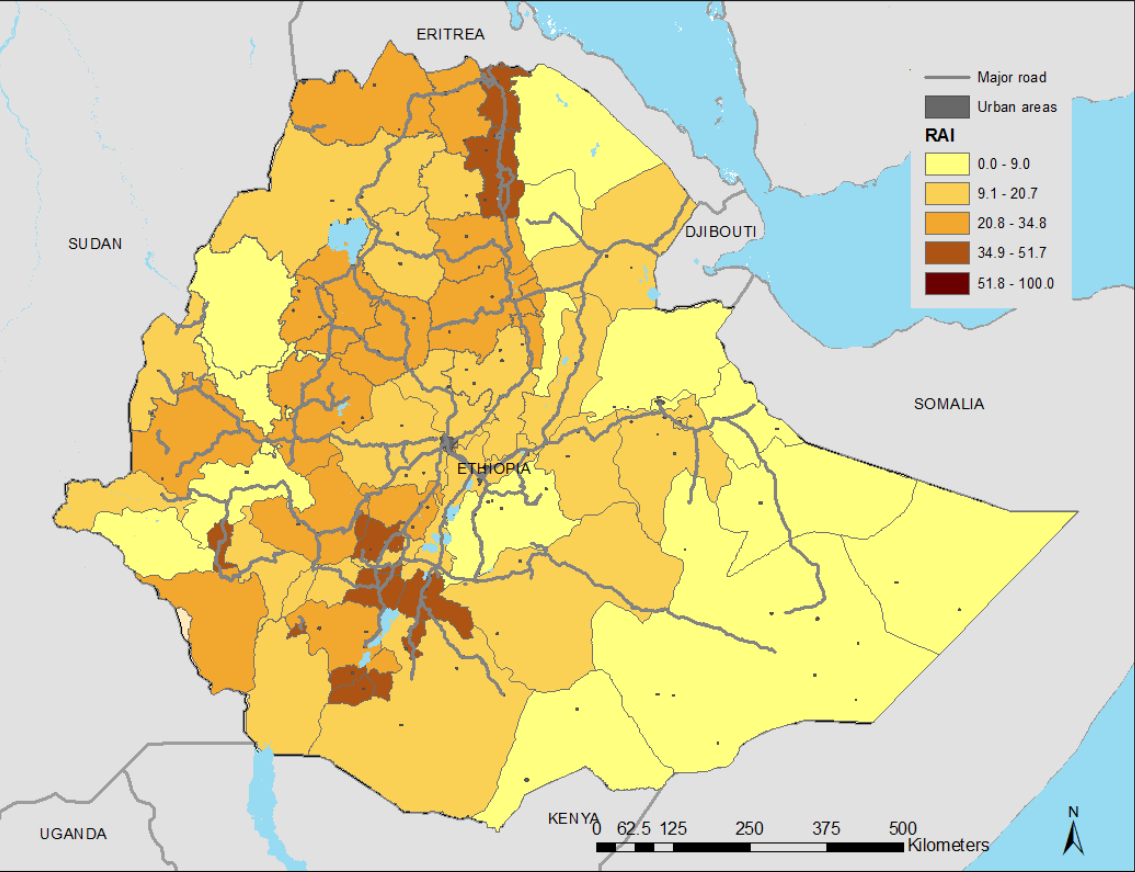 ERITREA
Major road
Urban areas
RAI
0.0 - 9.0
9.1 - 20.7
20.8 - 34.8
34.9 - 51.7
51.8 - 100.0
SUDAN
DJIBOUTI
SOMALIA
ETHIOPIA
KENYA
UGANDA
0 62.5 125 250 375 500
Kilometers
N